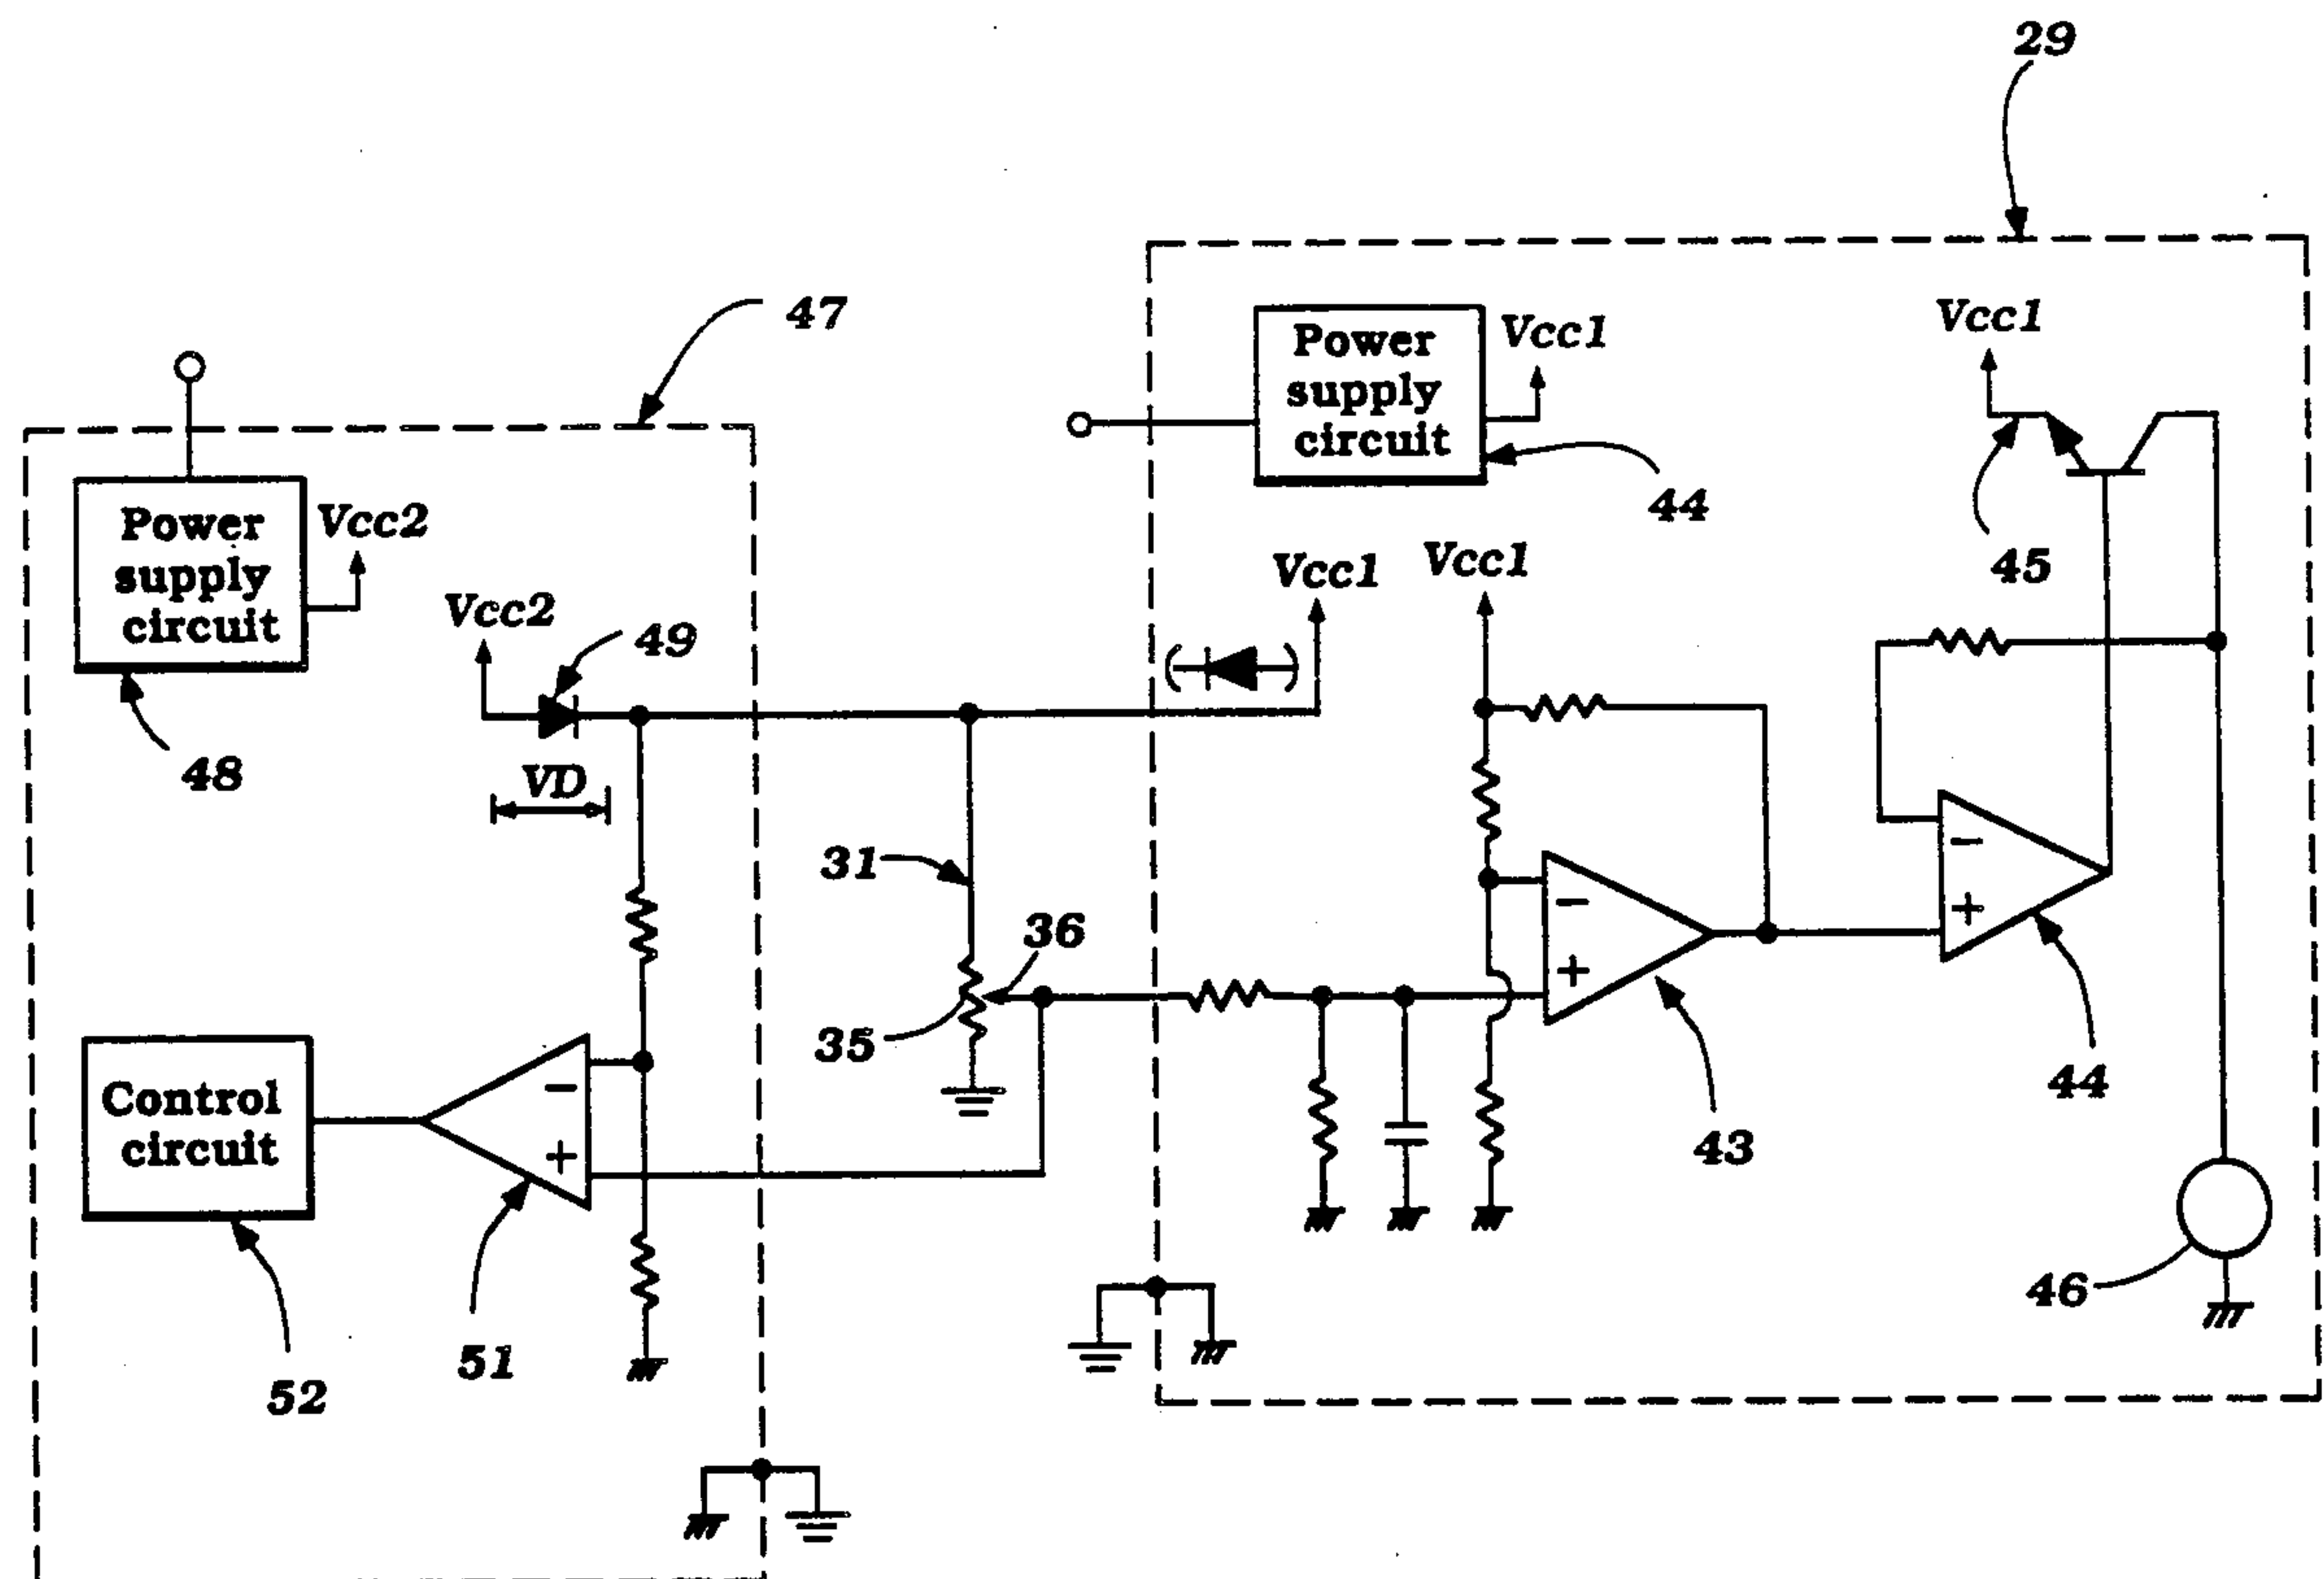 29
47
Power
supply
circuit
Vcc1
Vcc1
44
45
Power
supply
circuit
Vcc2
48
Vcc2
49
VD
Vcc1
Vcc1
( )
31
36
35
-
+
43
-
+
44
46
Control
circuit
-
+
51
52